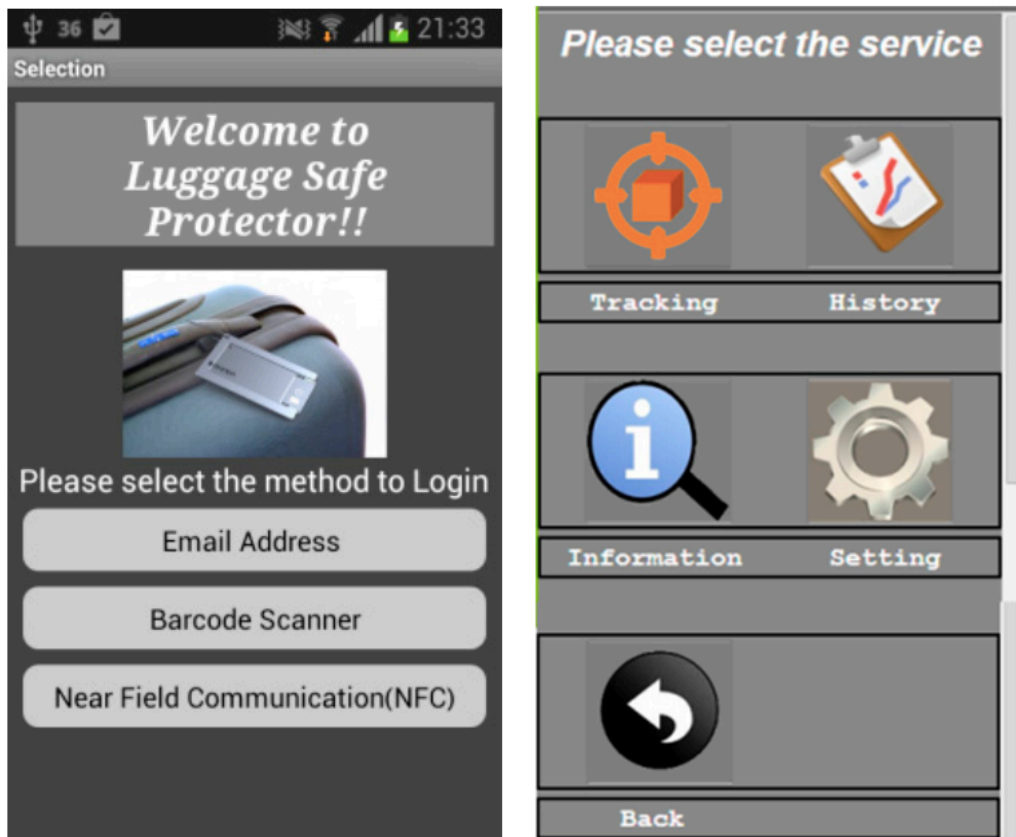 36
21:33
Selection
Welcome to
Luggage Safe
Protector!!
Please select the method to Login
Email Address
Barcode Scanner
Near Field Communication(NFC)
Please select the service
Tracking History
Information Setting
Back